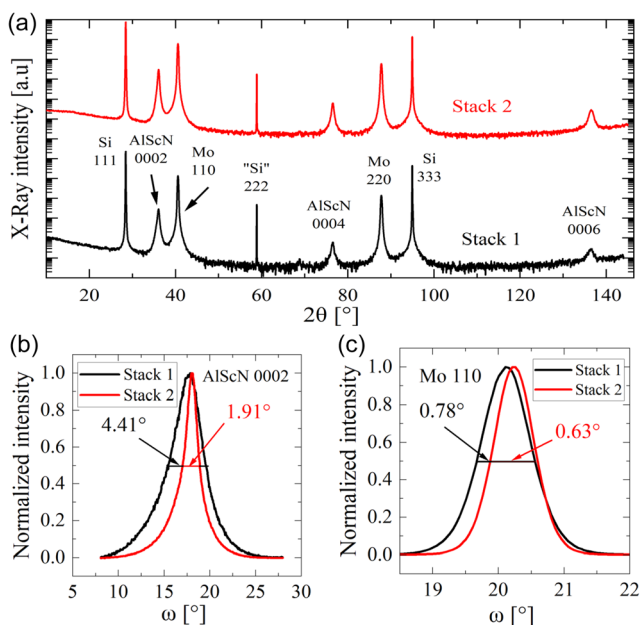 (a)
X-Ray intensity [a.u]
Stack 2
Si
111
AlScN
0002
Mo
110
"Si"
222
AlScN
0004
Mo
220
Si
333
Stack 1
AlScN
0006
20 40 60 80 100 120 140
2θ [°]
(b)
Normalized intensity
1.0
0.8
0.6
0.4
0.2
0.0
Stack 1
Stack 2
AlScN 0002
4.41°
1.91°
5 10 15 20 25 30
ω [°]
(c)
Normalized intensity
1.0
0.8
0.6
0.4
0.2
0.0
Mo 110
Stack 1
Stack 2
0.78°
0.63°
19 20 21 22
ω [°]